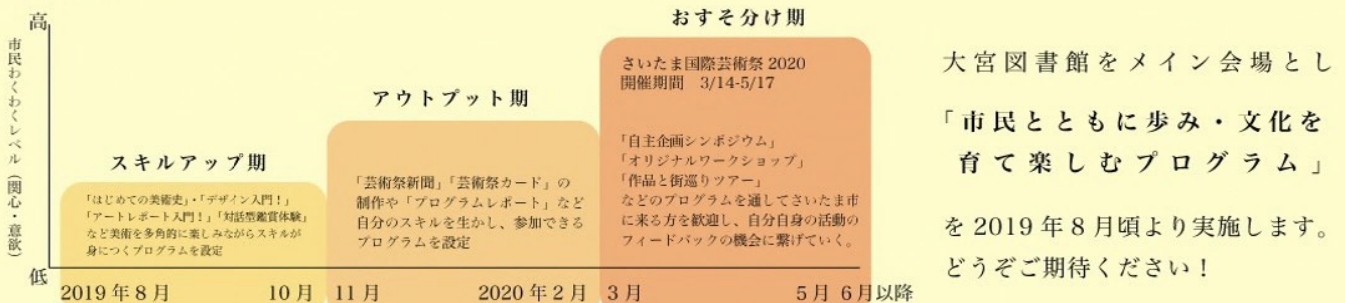 高
市民わくわくレベル（関心・意欲）
低
スキルアップ期
「はじめての美術史」・「デザイン入門！」
「アートレポート入門！」「対話型鑑賞体験」
など美術を多角的に楽しみながらスキルが
身につくプログラムを設定
アウトプット期
「芸術祭新聞」「芸術祭カード」の
制作や「プログラムレポート」など
自分のスキルを生かし、参加できる
プログラムを設定
おすそ分け期
さいたま国際芸術祭 2020
開催期間　3/14-5/17
「自主企画シンポジウム」
「オリジナルワークショップ」
「作品と街巡りツアー」
などのプログラムを通してさいたま市
に来る方を歓迎し、自分自身の活動の
フィードバックの機会に繋げていく。
2019 年 8 月　10 月　11 月　2020 年 2 月　3 月　5 月　6 月以降
大宮図書館をメイン会場とし
「市民とともに歩み・文化を
育て楽しむプログラム」
を 2019 年 8 月頃より実施します。
どうぞご期待ください！